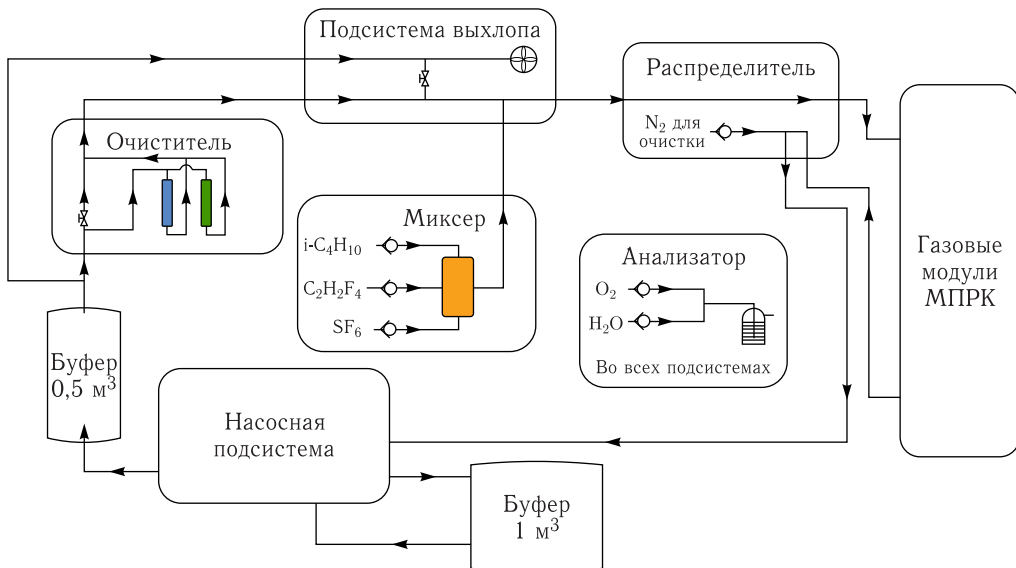 Подсистема выхлопа
Распределитель
N₂ для
очистки
Очиститель
Миксер
i-C₄H₁₀
C₂H₂F₄
SF₆
Анализатор
O₂
H₂O
Во всех подсистемах
Газовые
модули
МПРК
Буфер
0,5 м³
Насосная
подсистема
Буфер
1 м³